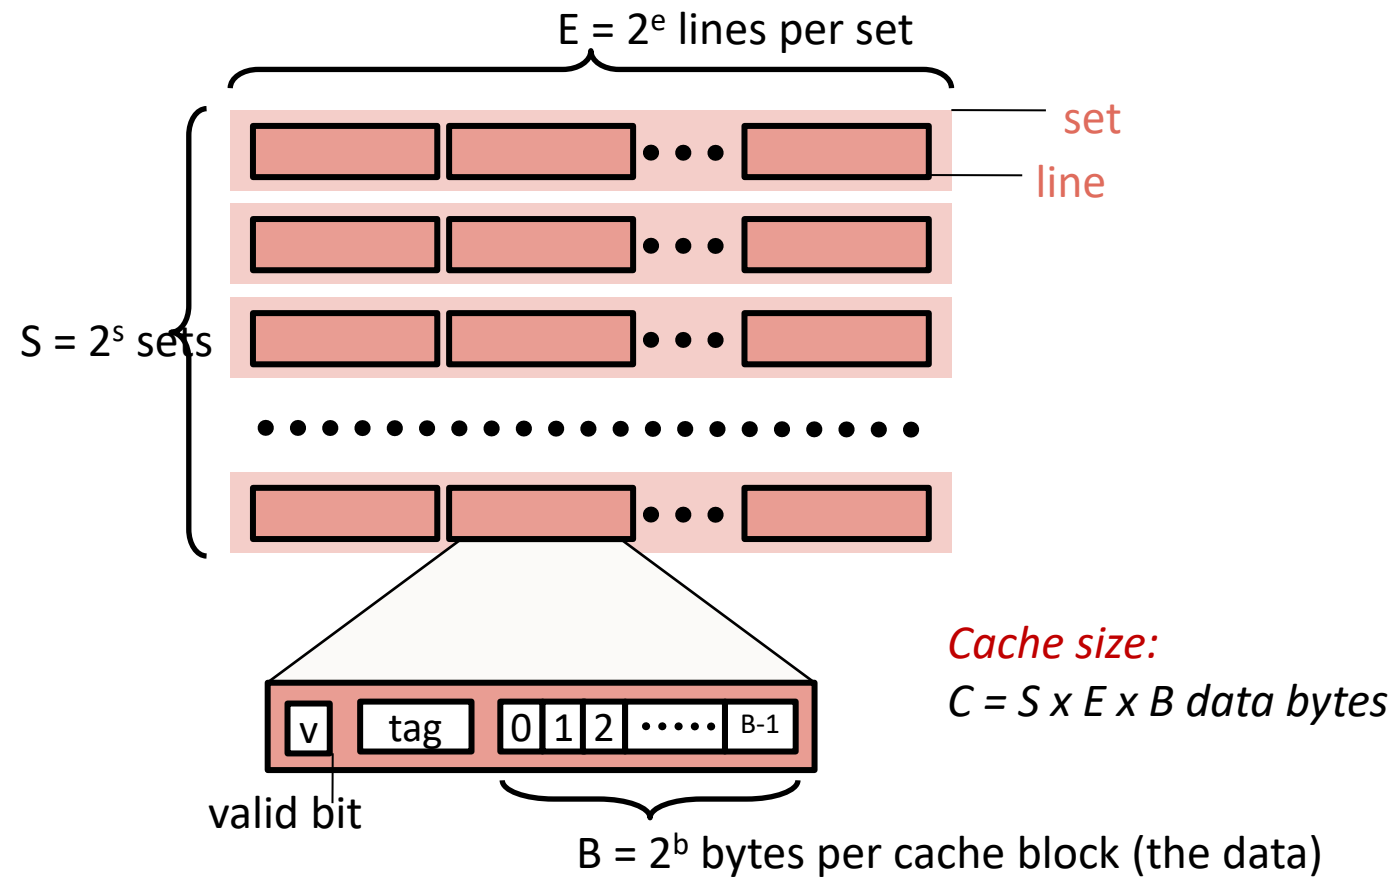 E = 2ᵉ lines per set
set
line
S = 2ˢ sets
Cache size:
C = S x E x B data bytes
v tag 0 1 2 ····· B-1
valid bit
B = 2ᵇ bytes per cache block (the data)